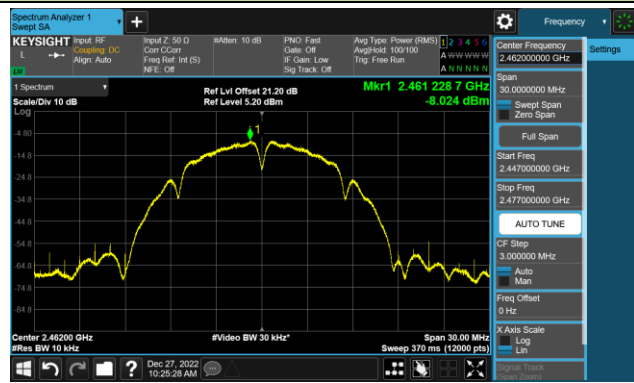 Spectrum Analyzer 1
Swept SA
Frequency
KEYSIGHT
L
LXI
Input: RF
Coupling: DC
Align: Auto
Input Z: 50 Ω
Corr CCorr
Freq Ref: Int (S)
NFE: Off
#Atten: 10 dB
PNO: Fast
Gate: Off
IF Gain: Low
Sig Track: Off
Avg Type: Power (RMS)
Avg|Hold: 100/100
Trig: Free Run
1 2 3 4 5 6
A W W W W W
A N N N N N
Center Frequency
2.462000000 GHz
Settings
Span
30.0000000 MHz
Swept Span
Zero Span
Full Span
Start Freq
2.447000000 GHz
Stop Freq
2.477000000 GHz
AUTO TUNE
CF Step
3.000000 MHz
Auto
Man
Freq Offset
0 Hz
X Axis Scale
Log
Lin
Signal Track
(Span Zoom)
1 Spectrum
Scale/Div 10 dB
Log
Ref Lvl Offset 21.20 dB
Ref Level 5.20 dBm
Mkr1 2.461 228 7 GHz
-8.024 dBm
1
-4.80
-14.8
-24.8
-34.8
-44.8
-54.8
-64.8
-74.8
-84.8
Center 2.46200 GHz
#Res BW 10 kHz
#Video BW 30 kHz*
Span 30.00 MHz
Sweep 370 ms (12000 pts)
?
Dec 27, 2022
10:25:28 AM